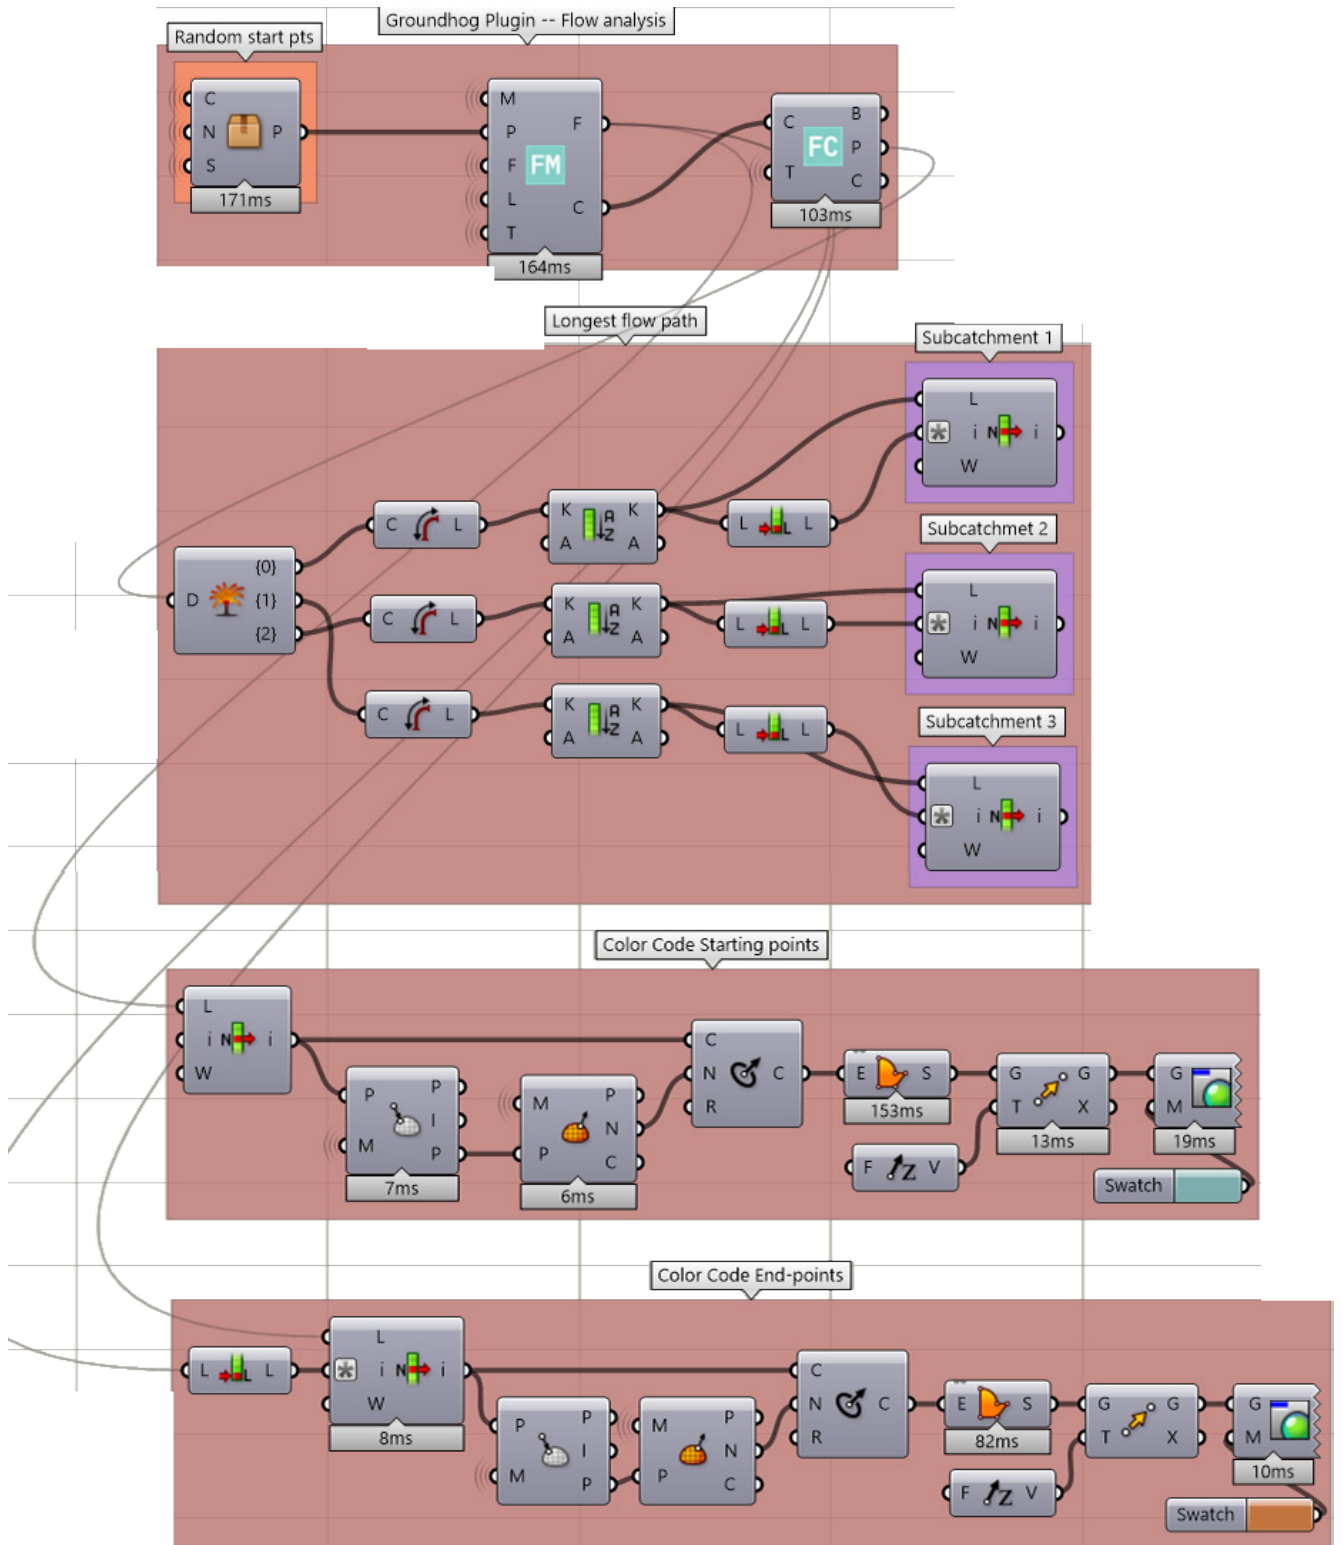 Groundhog Plugin -- Flow analysis
Random start pts
C
N P
S
171ms
M
P F
F FM
L C
T
164ms
C B
FC P
T C
103ms
Longest flow path
Subcatchment 1
L
* i N i
W
Subcatchmet 2
L
* i N i
W
Subcatchment 3
L
* i N i
W
D {0}
{1}
{2}
C L
K A Z K
A A
L L L
C L
K A Z K
A A
L L L
C L
K A Z K
A A
L L L
Color Code Starting points
L
i N i
W
P P
I
M P
7ms
M P
N
P C
6ms
C
N C
R
E S
153ms
F Z V
G G
T X
13ms
G
M
19ms
Swatch
Color Code End-points
L L L
L
* i N i
W
8ms
P P
I
M P
M P
N
P C
C
N C
R
E S
82ms
F Z V
G G
T X
G
M
10ms
Swatch